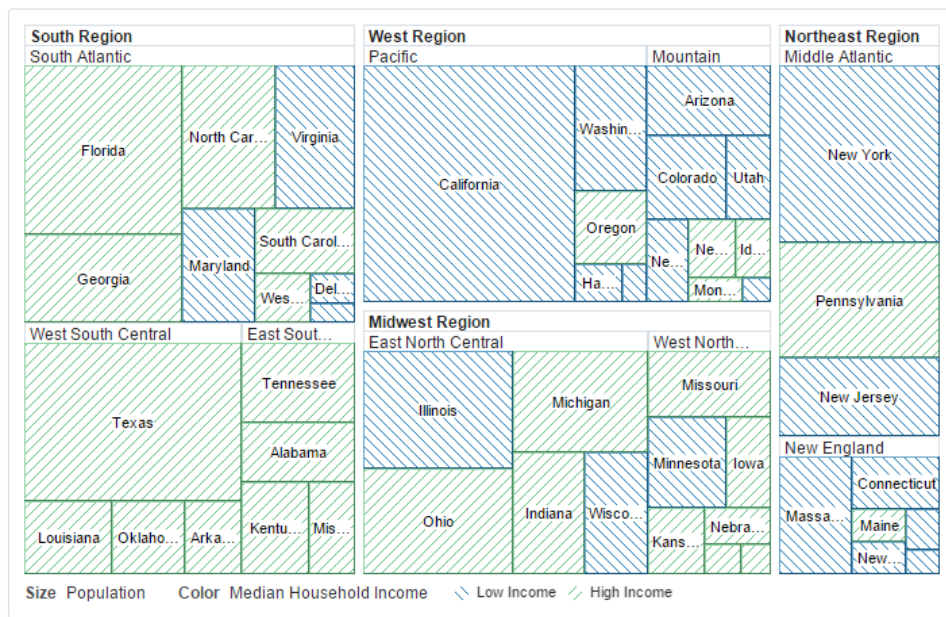 South Region
South Atlantic
Florida
North Car...
Virginia
Georgia
Maryland
South Carol...
Wes...
Del...
West South Central
Texas
Louisiana
Oklaho...
Arka...
East Sout...
Tennessee
Alabama
Kentu...
Mis...
West Region
Pacific
California
Washin...
Oregon
Ha...
Mountain
Arizona
Colorado
Utah
Ne...
Ne...
Id...
Mon...
Midwest Region
East North Central
Illinois
Michigan
Ohio
Indiana
Wisco...
West North...
Missouri
Minnesota
Iowa
Kans...
Nebra...
Northeast Region
Middle Atlantic
New York
Pennsylvania
New Jersey
New England
Massa...
Connecticut
Maine
New...
Size Population Color Median Household Income Low Income High Income